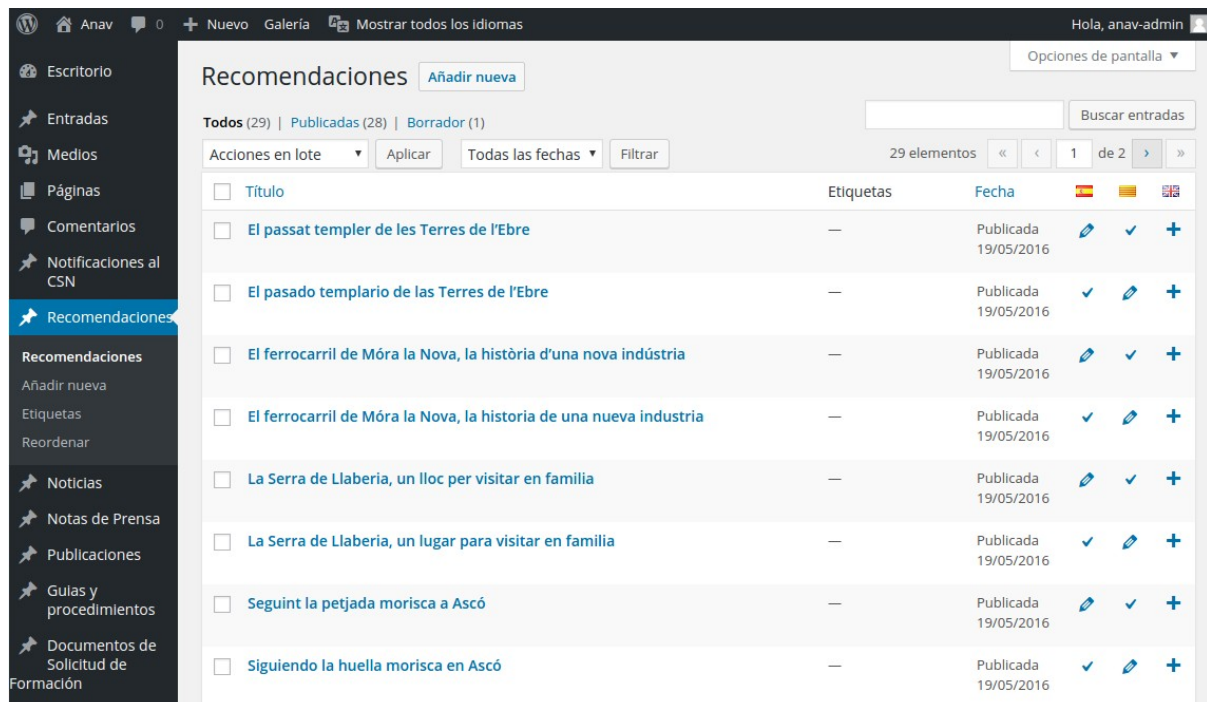 Anav 0 Nuevo Galería Mostrar todos los idiomas Hola, anav-admin
Opciones de pantalla
Escritorio
Entradas
Medios
Páginas
Comentarios
Notificaciones al
CSN
Recomendaciones
Recomendaciones
Añadir nueva
Etiquetas
Reordenar
Noticias
Notas de Prensa
Publicaciones
Guias y
procedimientos
Documentos de
Solicitud de
Formación
Recomendaciones Añadir nueva
Todos (29) | Publicadas (28) | Borrador (1)
Buscar entradas
Acciones en lote Aplicar Todas las fechas Filtrar 29 elementos « ‹ 1 de 2 › »
Título Etiquetas Fecha
El passat templer de les Terres de l’Ebre — Publicada
19/05/2016
El pasado templario de las Terres de l’Ebre — Publicada
19/05/2016
El ferrocarril de Móra la Nova, la història d’una nova indústria — Publicada
19/05/2016
El ferrocarril de Móra la Nova, la historia de una nueva industria — Publicada
19/05/2016
La Serra de Llaberia, un lloc per visitar en familia — Publicada
19/05/2016
La Serra de Llaberia, un lugar para visitar en familia — Publicada
19/05/2016
Seguint la petjada morisca a Ascó — Publicada
19/05/2016
Siguiendo la huella morisca en Ascó — Publicada
19/05/2016